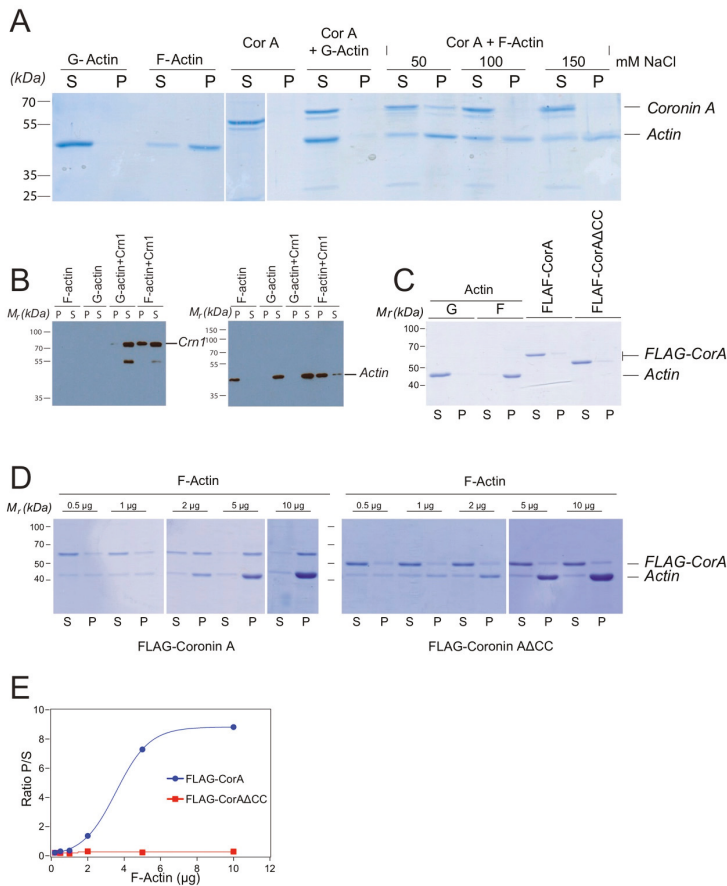 A
G- Actin F-Actin Cor A Cor A + G-Actin Cor A + F-Actin
50 100 150 mM NaCl
(kDa) S P S P S P S P S P S P S P
70
55
35
25
Coronin A
Actin
B
F-actin G-actin G-actin+Crn1 F-actin+Crn1
Mr (kDa) P S P S P S P S
100
70
55
35
Crn1
F-actin G-actin G-actin+Crn1 F-actin+Crn1
Mr (kDa) P S P S P S P S
150
100
70
55
35
Actin
C
Actin FLAF-CorA FLAF-CorAΔCC
Mr (kDa) G F
100
70
50
40
FLAG-CorA
Actin
S P S P S P S P
D
F-Actin F-Actin
Mr (kDa) 0.5 µg 1 µg 2 µg 5 µg 10 µg 0.5 µg 1 µg 2 µg 5 µg 10 µg
100
70
50
40
FLAG-CorA
Actin
S P S P S P S P S P S P S P S P S P S P
FLAG-Coronin A FLAG-Coronin AΔCC
E
Ratio P/S
10
8
6
4
2
0
FLAG-CorA
FLAG-CorAΔCC
0 2 4 6 8 10 12
F-Actin (µg)